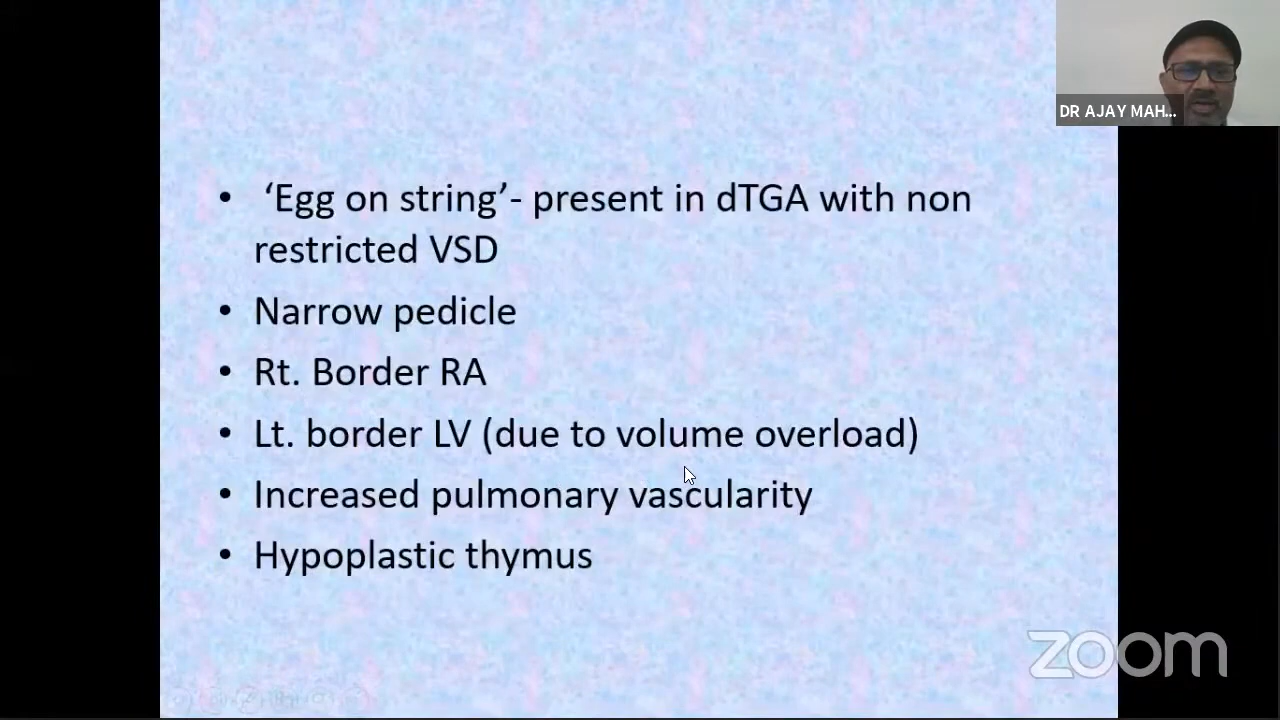 DR AJAY MAH...
• ‘Egg on string’- present in dTGA with non
restricted VSD
• Narrow pedicle
• Rt. Border RA
• Lt. border LV (due to volume overload)
• Increased pulmonary vascularity
• Hypoplastic thymus
zoom